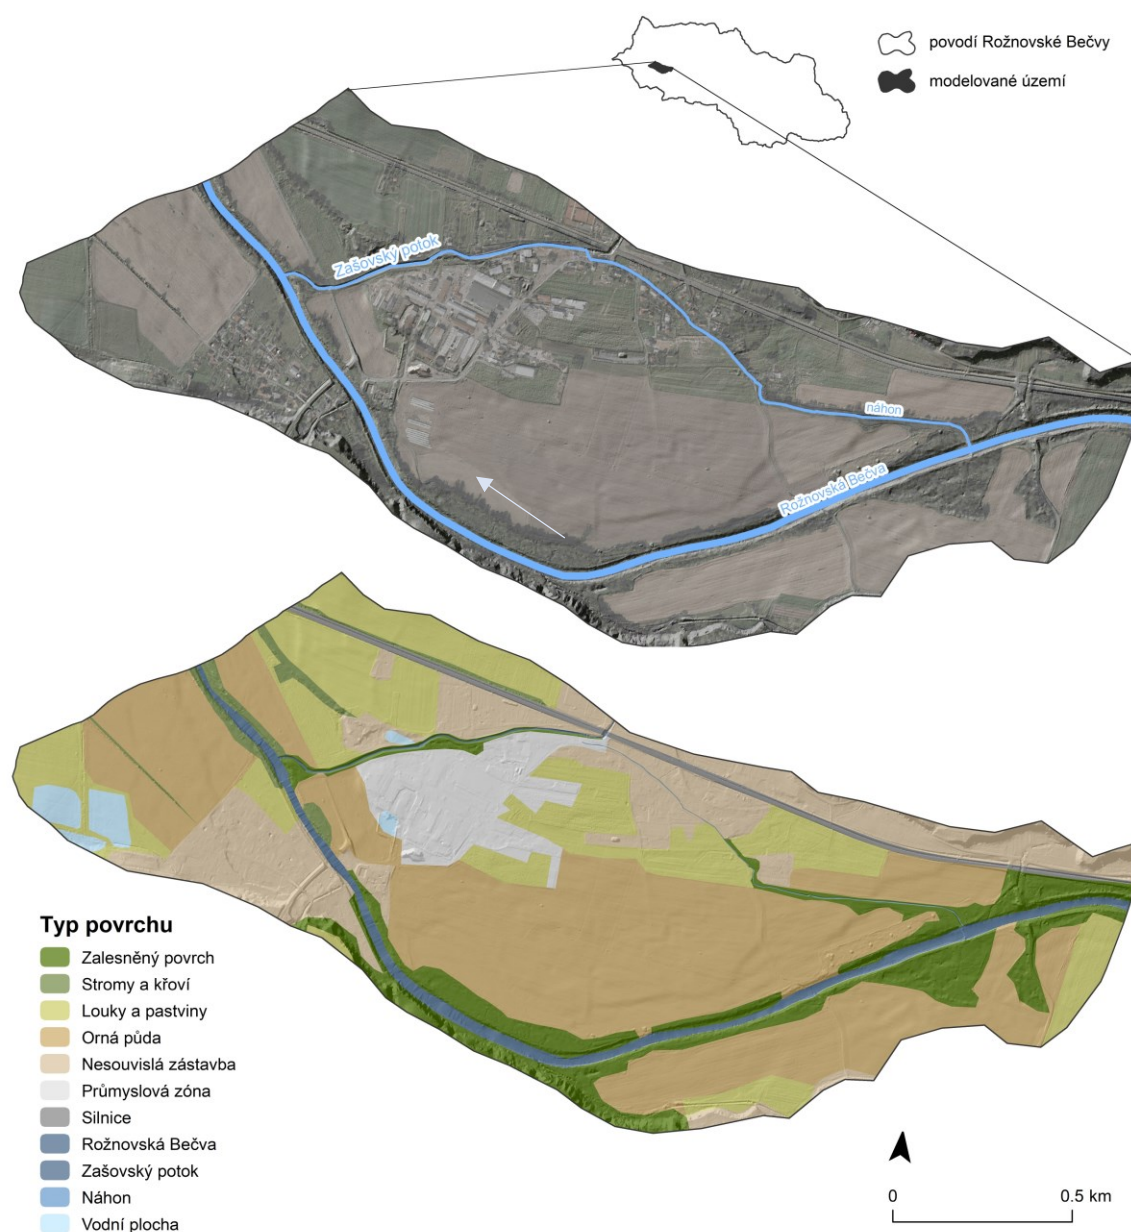 povodí Rožnovské Bečvy
modelované území
Zašovský potok
náhon
Rožnovská Bečva
Typ povrchu
Zalesněný povrch
Stromy a křoví
Louky a pastviny
Orná půda
Nesouvislá zástavba
Průmyslová zóna
Silnice
Rožnovská Bečva
Zašovský potok
Náhon
Vodní plocha
0 0.5 km